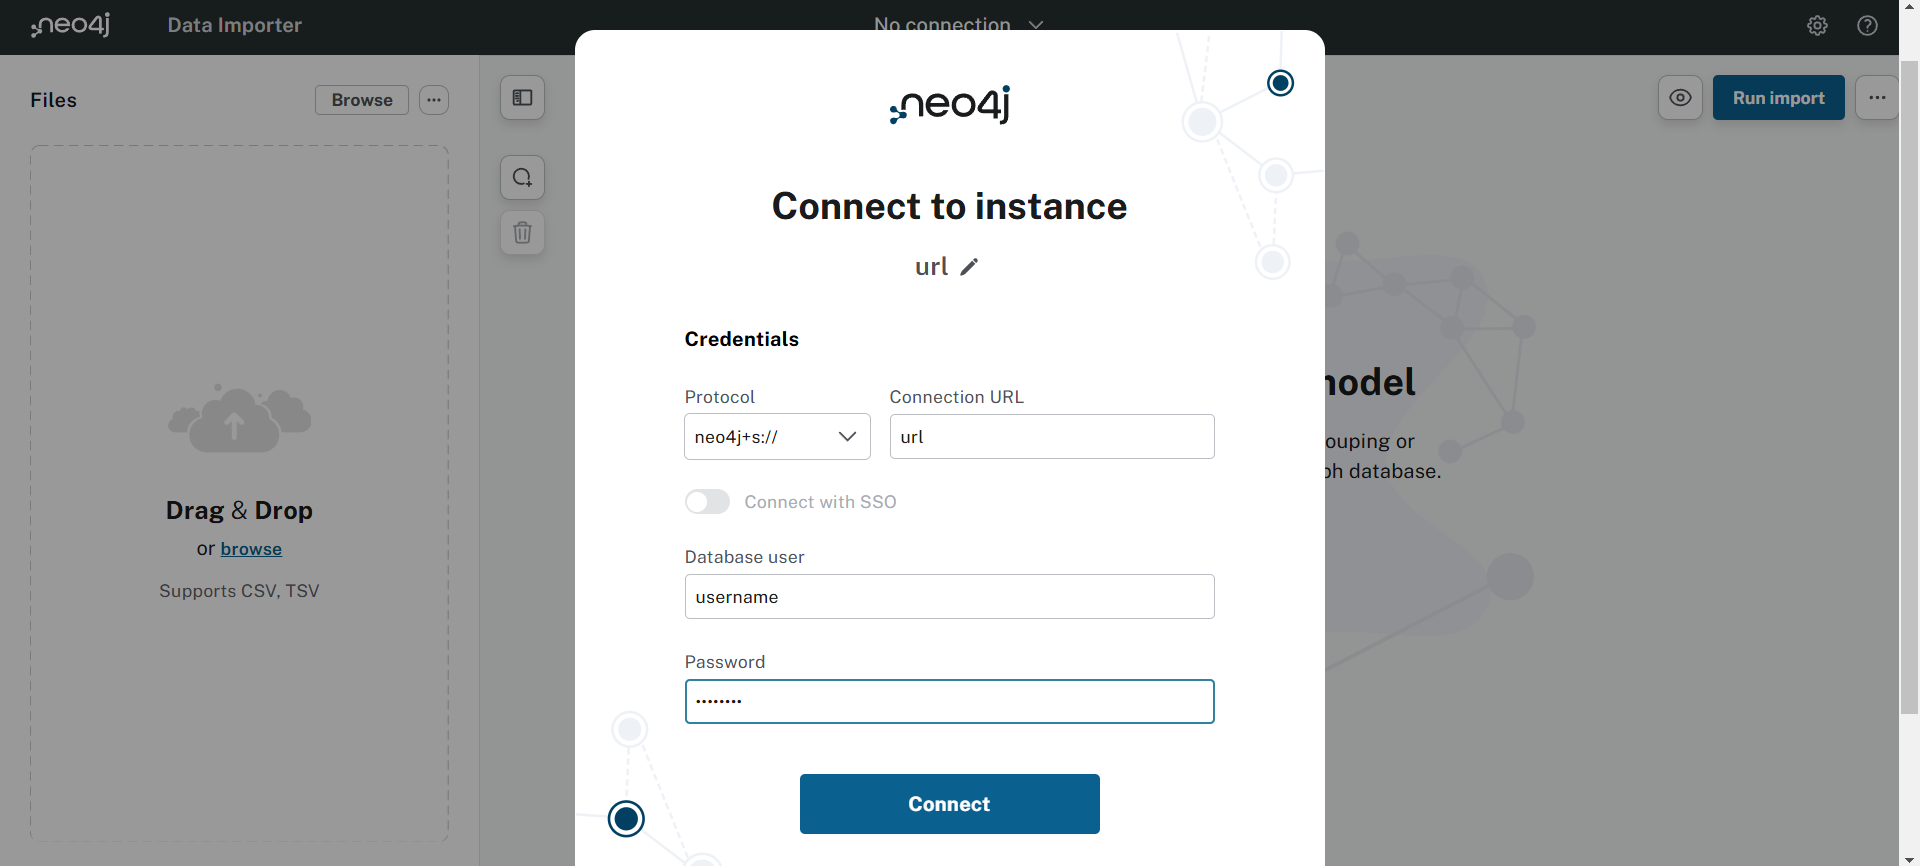 neo4j
Data Importer
No connection
Files
Browse
Run import
neo4j
Connect to instance
url
Credentials
Protocol
Connection URL
neo4j+s://
url
Connect with SSO
Database user
username
Password
Connect
Drag & Drop
or browse
Supports CSV, TSV
model
ouping or
ph database.